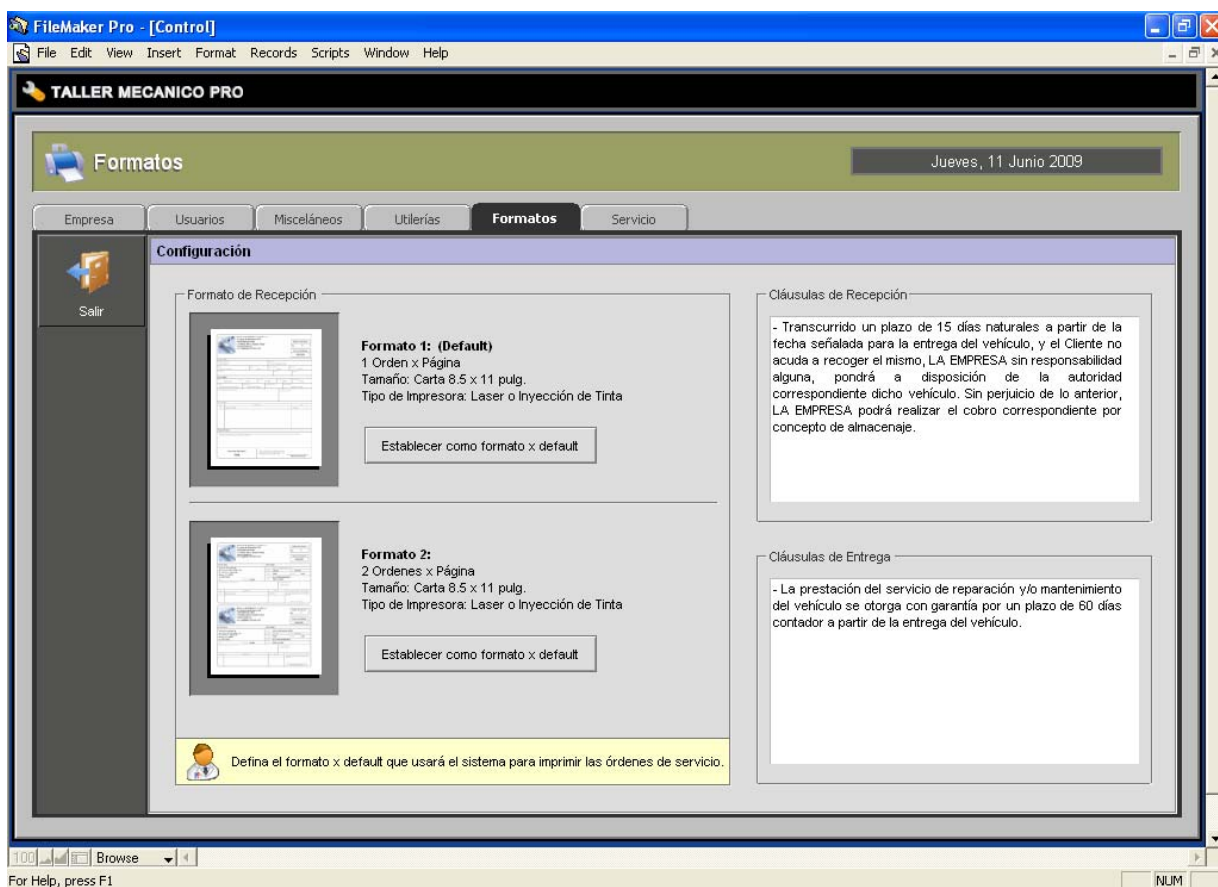 FileMaker Pro - [Control]
File Edit View Insert Format Records Scripts Window Help
TALLER MECANICO PRO
Formatos
Jueves, 11 Junio 2009
Empresa Usuarios Misceláneos Utilerías Formatos Servicio
Salir
Configuración
Formato de Recepción
Formato 1: (Default)
1 Orden x Página
Tamaño: Carta 8.5 x 11 pulg.
Tipo de Impresora: Laser o Inyección de Tinta
Establecer como formato x default
Formato 2:
2 Ordenes x Página
Tamaño: Carta 8.5 x 11 pulg.
Tipo de Impresora: Laser o Inyección de Tinta
Establecer como formato x default
Defina el formato x default que usará el sistema para imprimir las órdenes de servicio.
Cláusulas de Recepción
- Transcurrido un plazo de 15 días naturales a partir de la
fecha señalada para la entrega del vehículo, y el Cliente no
acuda a recoger el mismo, LA EMPRESA sin responsabilidad
alguna, pondrá a disposición de la autoridad
correspondiente dicho vehículo. Sin perjuicio de lo anterior,
LA EMPRESA podrá realizar el cobro correspondiente por
concepto de almacenaje.
Cláusulas de Entrega
- La prestación del servicio de reparación y/o mantenimiento
del vehículo se otorga con garantía por un plazo de 60 días
contador a partir de la entrega del vehículo.
100 Browse
For Help, press F1
NUM